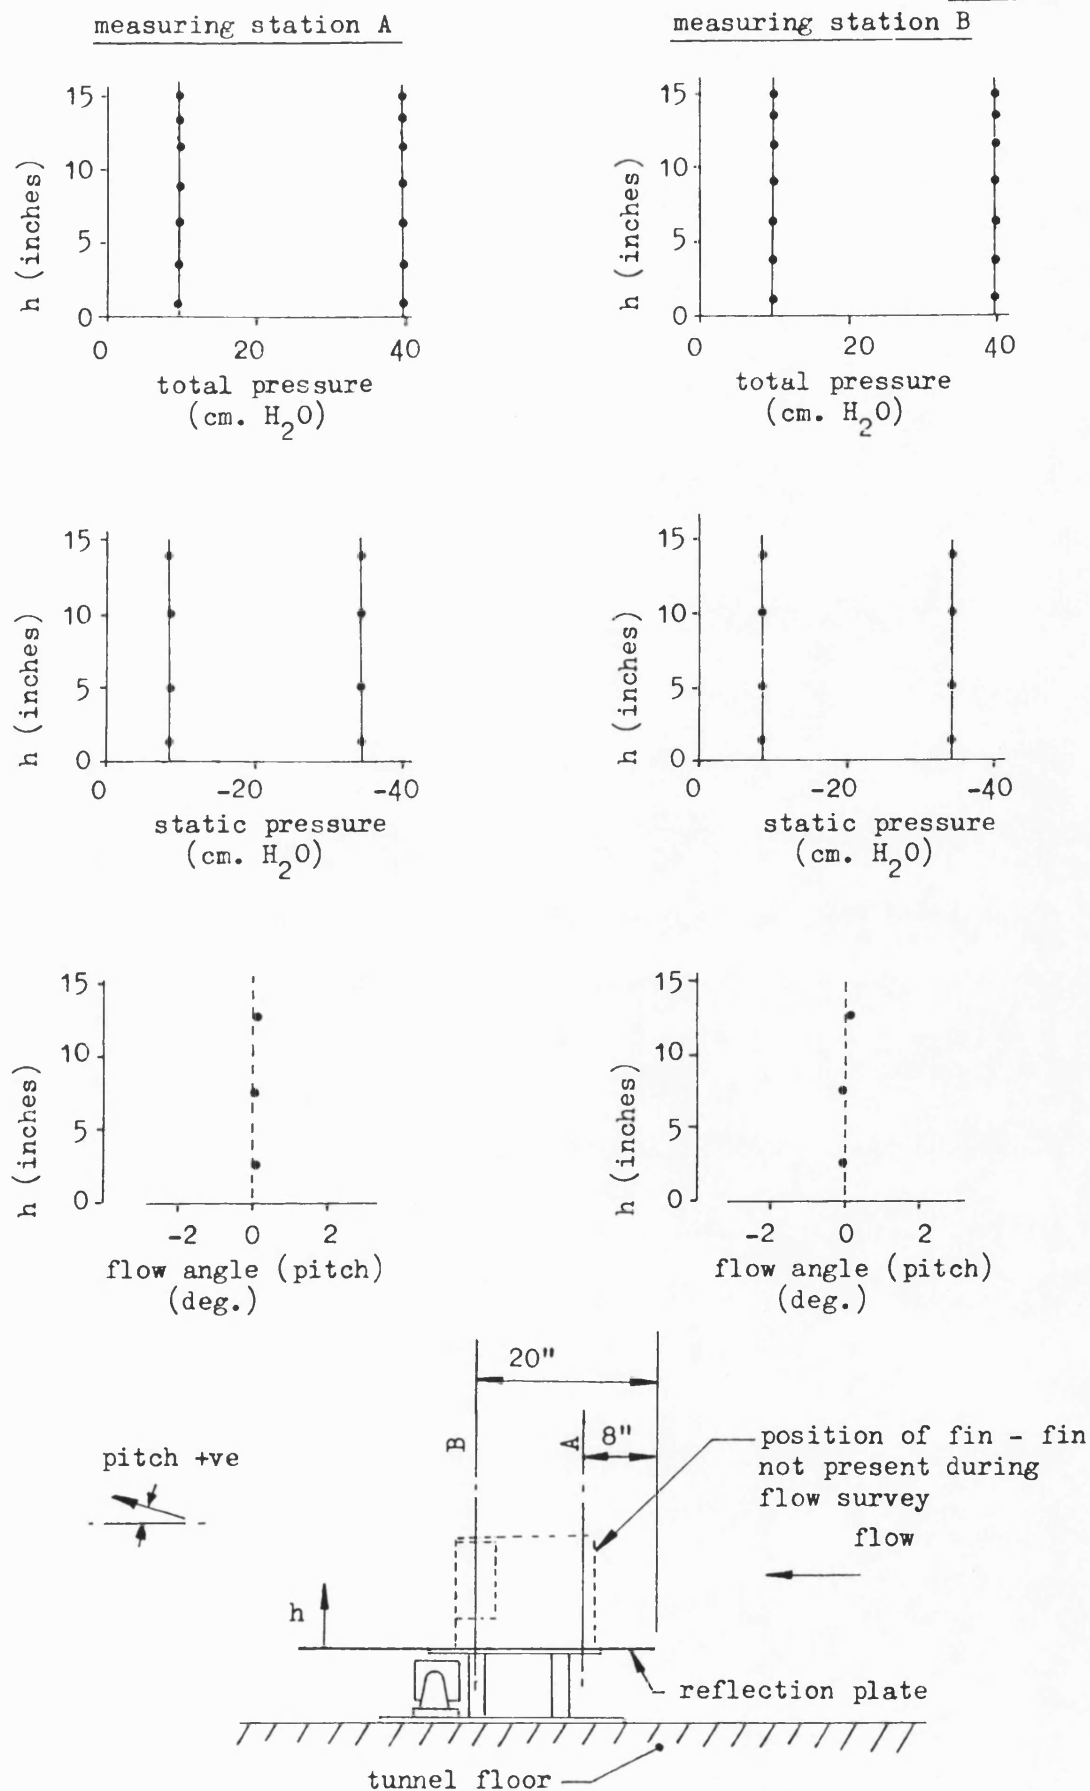 measuring station A
measuring station B
h (inches)
15
10
5
0
0 20 40
total pressure
(cm. H2O)
h (inches)
15
10
5
0
0 20 40
total pressure
(cm. H2O)
h (inches)
15
10
5
0
0 -20 -40
static pressure
(cm. H2O)
h (inches)
15
10
5
0
0 -20 -40
static pressure
(cm. H2O)
h (inches)
15
10
5
0
-2 0 2
flow angle (pitch)
(deg.)
h (inches)
15
10
5
0
-2 0 2
flow angle (pitch)
(deg.)
20"
B
A
8"
pitch +ve
position of fin - fin
not present during
flow survey
flow
h
reflection plate
tunnel floor